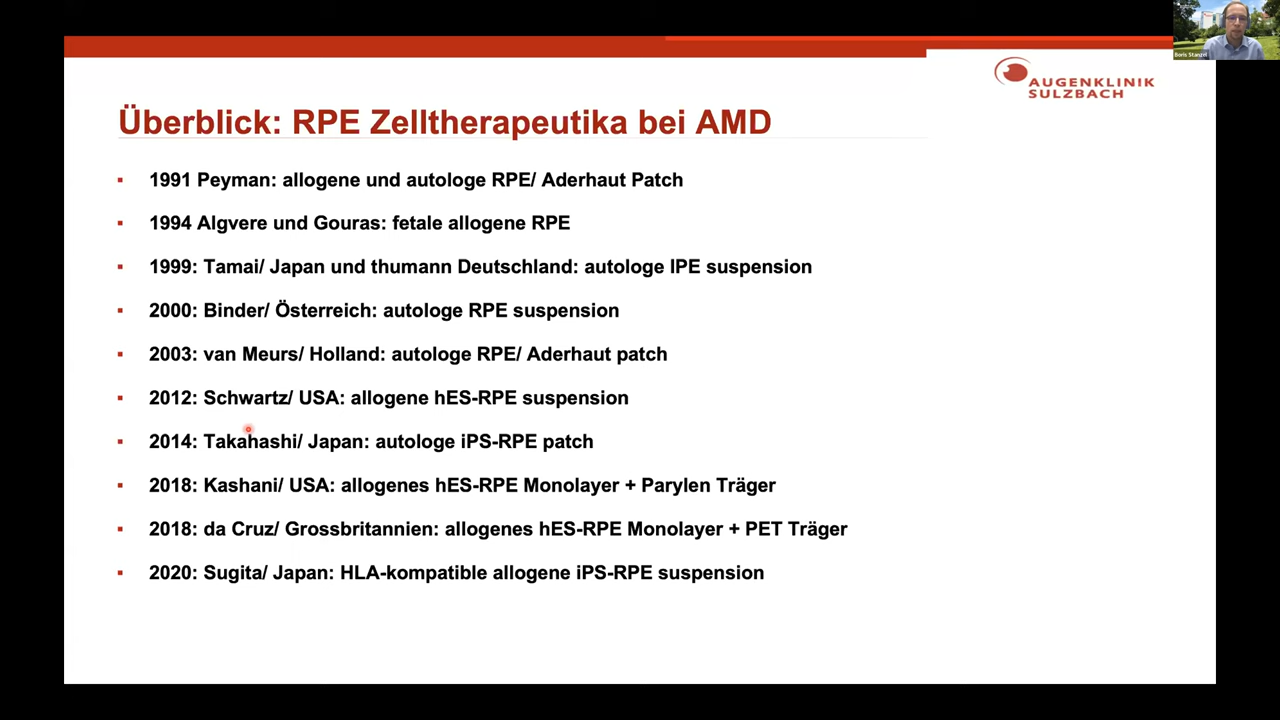 Boris Stanzel
AUGENKLINIK
SULZBACH
Überblick: RPE Zelltherapeutika bei AMD
1991 Peyman: allogene und autologe RPE/ Aderhaut Patch
1994 Algvere und Gouras: fetale allogene RPE
1999: Tamai/ Japan und thumann Deutschland: autologe IPE suspension
2000: Binder/ Österreich: autologe RPE suspension
2003: van Meurs/ Holland: autologe RPE/ Aderhaut patch
2012: Schwartz/ USA: allogene hES-RPE suspension
2014: Takahashi/ Japan: autologe iPS-RPE patch
2018: Kashani/ USA: allogenes hES-RPE Monolayer + Parylen Träger
2018: da Cruz/ Grossbritannien: allogenes hES-RPE Monolayer + PET Träger
2020: Sugita/ Japan: HLA-kompatible allogene iPS-RPE suspension